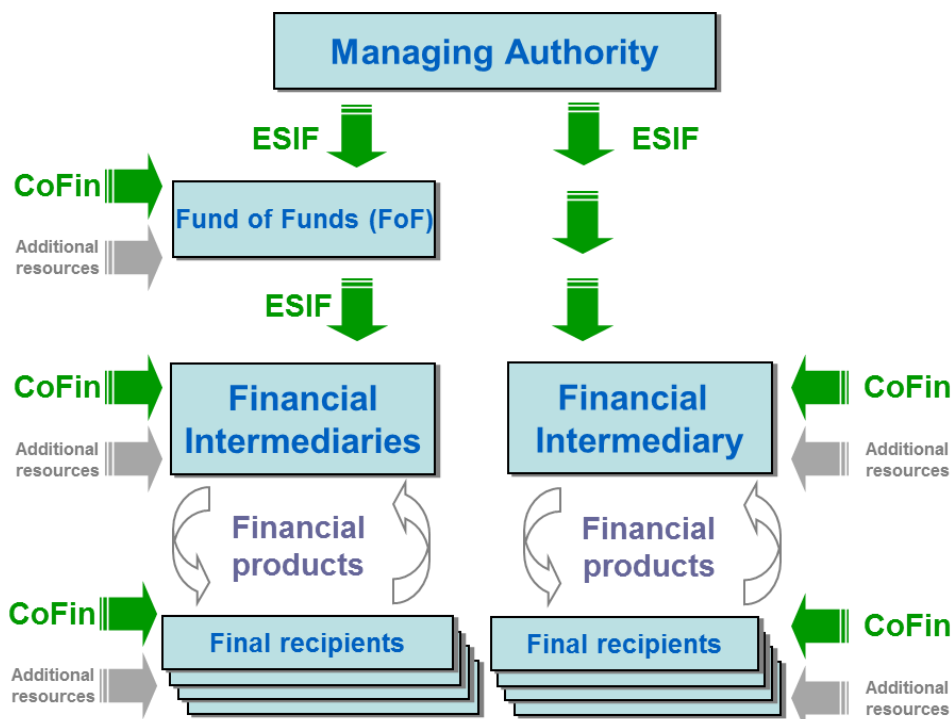 Managing Authority
ESIF
ESIF
CoFin
Fund of Funds (FoF)
Additional
resources
ESIF
CoFin
Financial
Intermediaries
Financial
Intermediary
CoFin
Additional
resources
Additional
resources
Financial
products
Financial
products
CoFin
Final recipients
Final recipients
CoFin
Additional
resources
Additional
resources